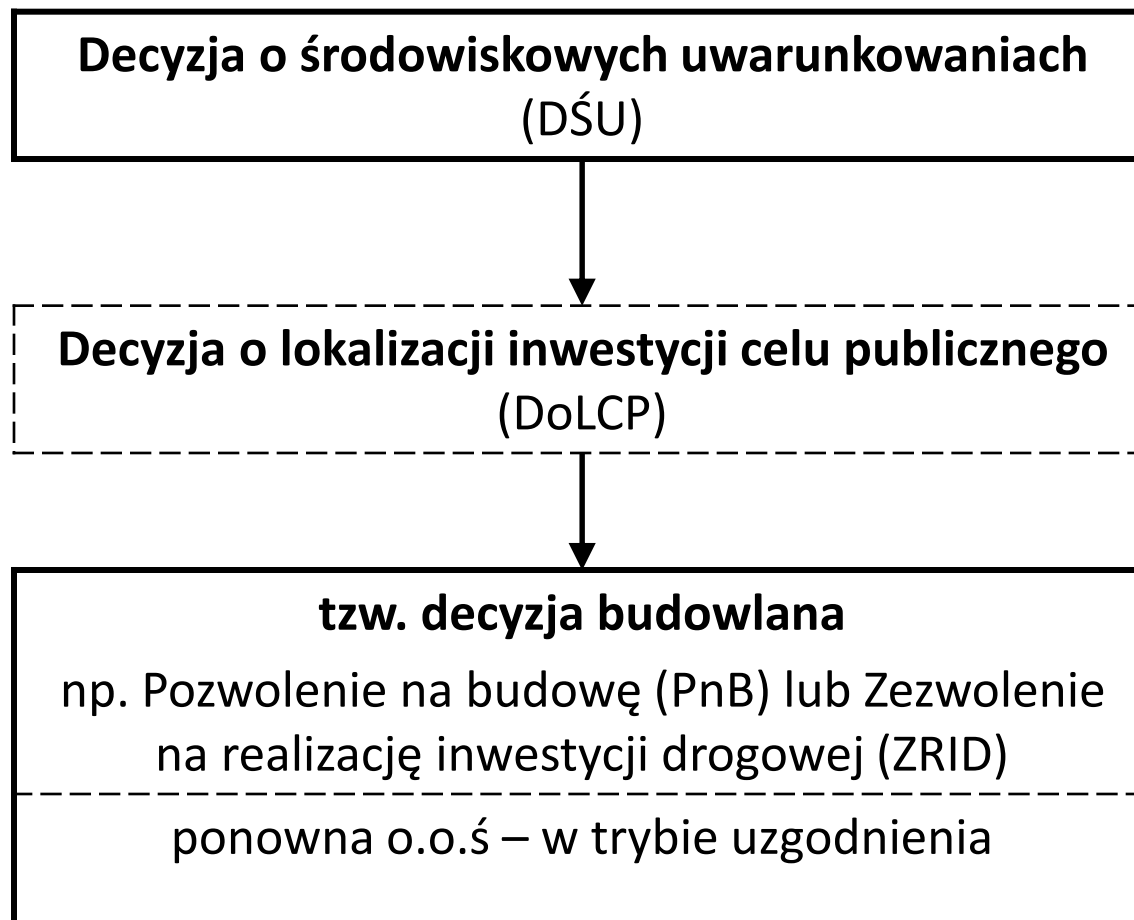 Decyzja o środowiskowych uwarunkowaniach
(DŚU)
Decyzja o lokalizacji inwestycji celu publicznego
(DoLCP)
tzw. decyzja budowlana
np. Pozwolenie na budowę (PnB) lub Zezwolenie
na realizację inwestycji drogowej (ZRID)
ponowna o.o.ś – w trybie uzgodnienia